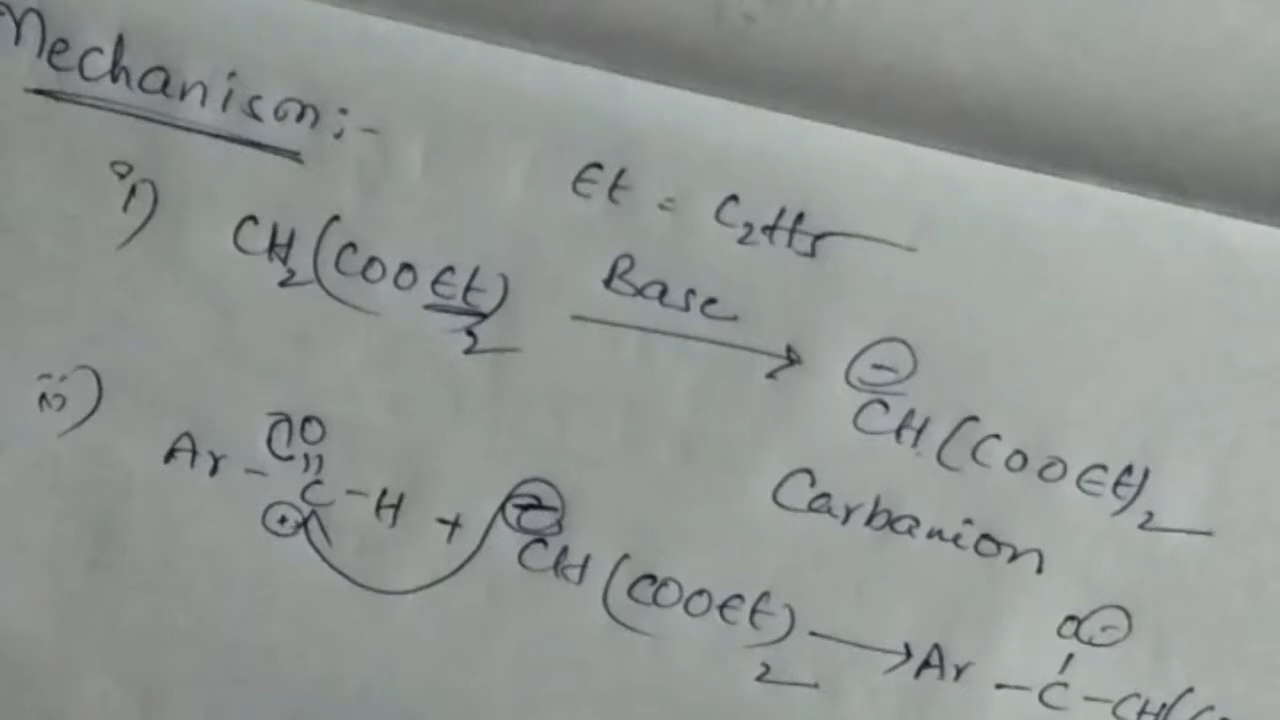 Mechanism:-
Et = C2H5
i) CH2(COOEt)2 Base → ⊖CH(COOEt)2
Carbanion
ii) Ar-C-H + ⊖CH(COOEt)2 → Ar-C-CH(
O ⊕ O⊖